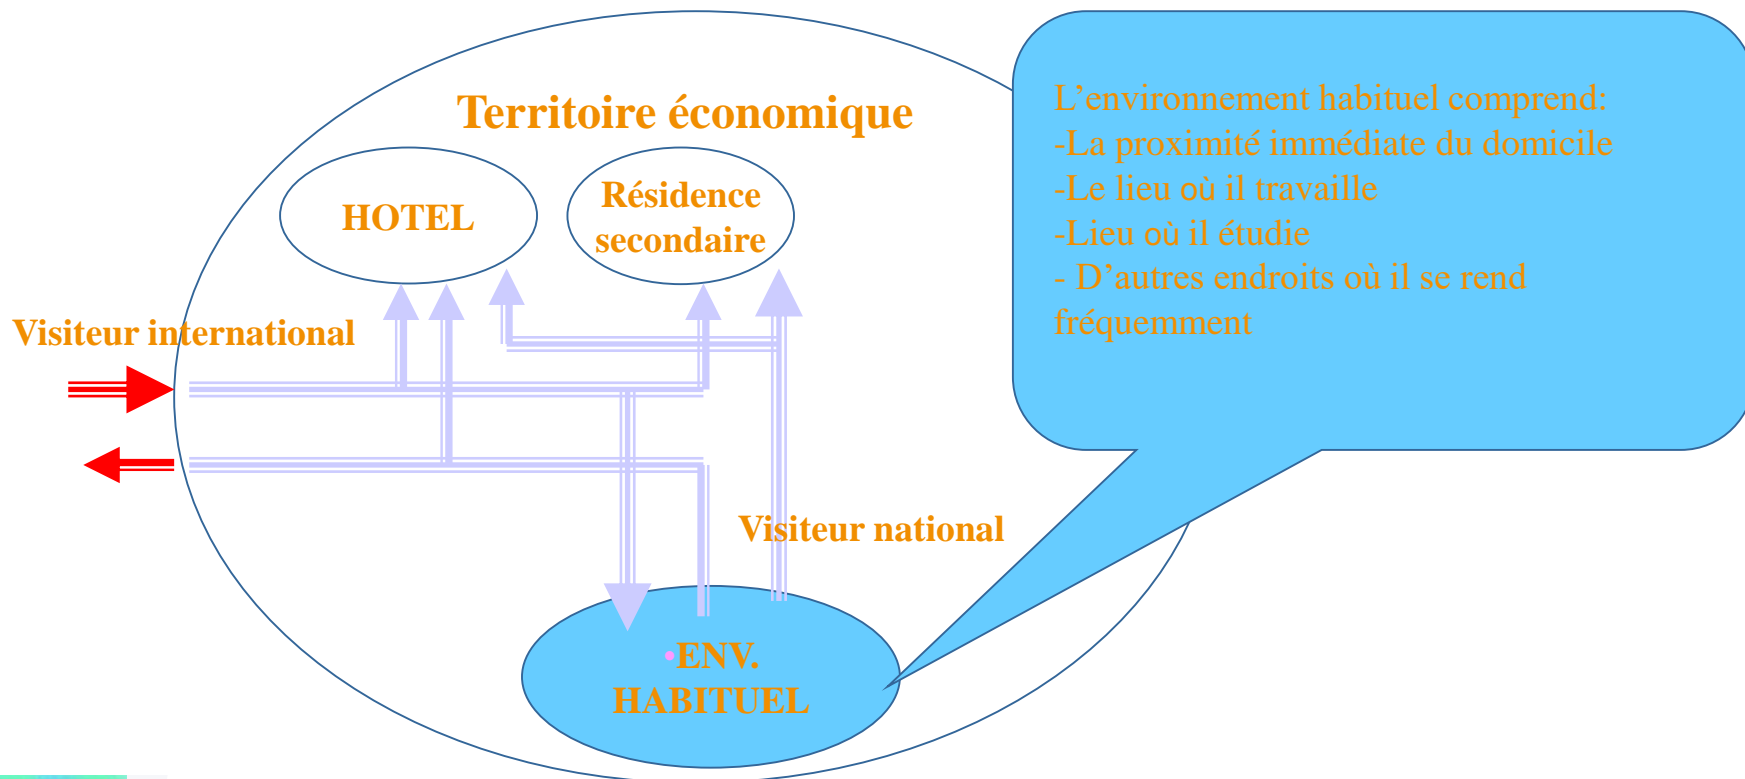 Territoire économique
HOTEL
Résidence
secondaire
Visiteur international
Visiteur national
•ENV.
HABITUEL
L’environnement habituel comprend:
-La proximité immédiate du domicile
-Le lieu où il travaille
-Lieu où il étudie
- D’autres endroits où il se rend
fréquemment